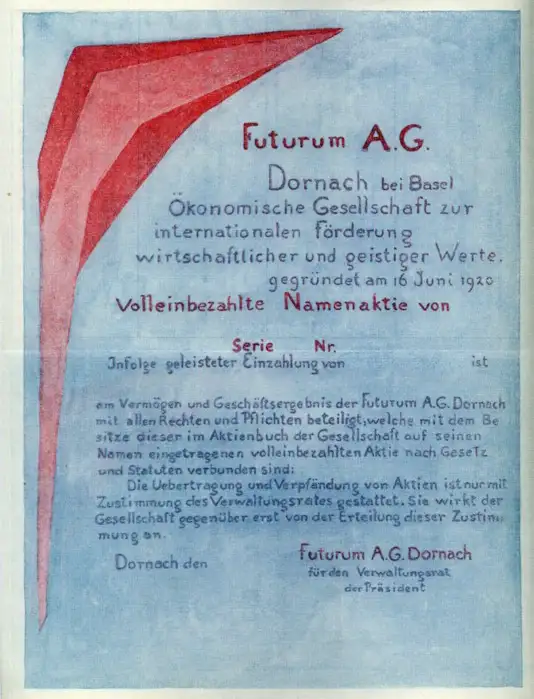 Futurum A.G.
Dornach bei Basel
Ökonomische Gesellschaft zur
internationalen Förderung
wirtschaftlicher und geistiger Werte.
gegründet am 16 Juni 1920
Volleinbezahlte Namenaktie von
Serie Nr.
Infolge geleisteter Einzahlung von ist
am Vermögen und Geschäftsergebnis der Futurum A.G. Dornach
mit allen Rechten und Pflichten beteiligt, welche mit dem Be
sitze dieser im Aktienbuch der Gesellschaft auf seinen
Namen eingetragenen volleinbezahlten Aktie nach Gesetz
und Statuten verbunden sind:
Die Uebertragung und Verpfändung von Aktien ist nur mit
Zustimmung des Verwaltungsrates gestattet. Sie wirkt der
Gesellschaft gegenüber erst von der Erteilung dieser Zustim
mung an.
Dornach den
Futurum A.G. Dornach
für den Verwaltungsrat
der Präsident